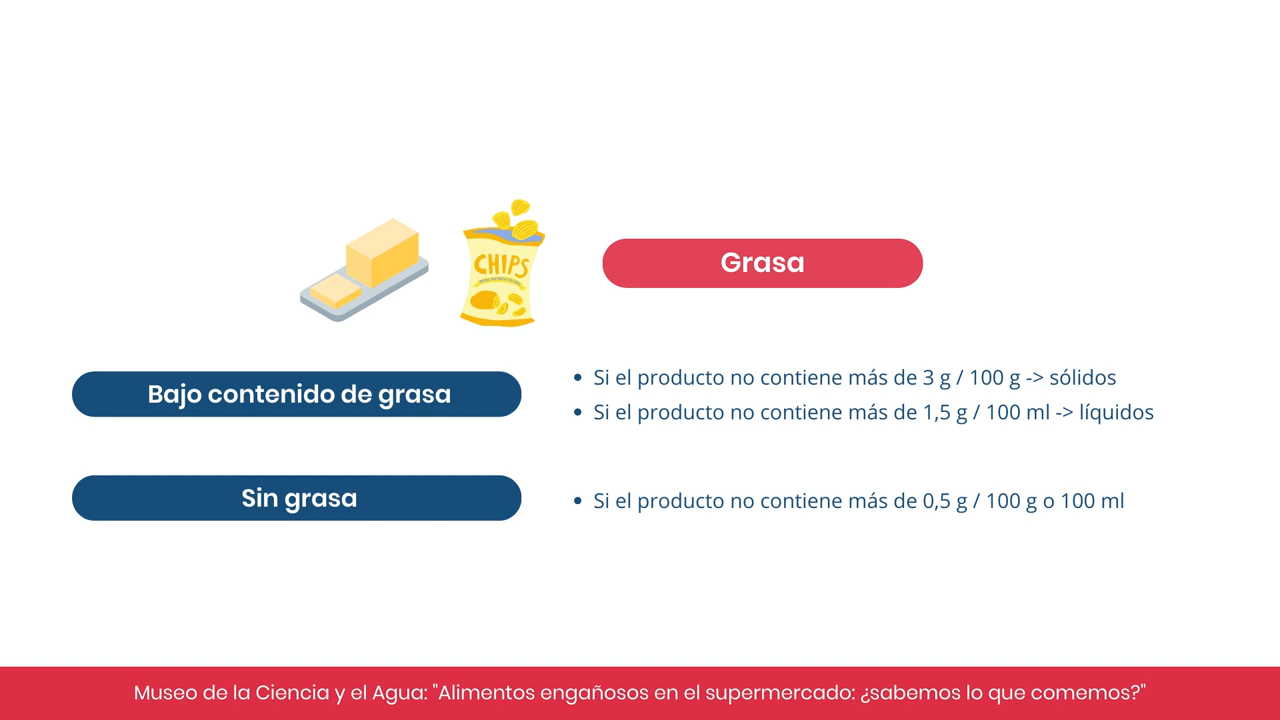 CHIPS
Grasa
Bajo contenido de grasa
• Si el producto no contiene más de 3 g / 100 g -> sólidos
• Si el producto no contiene más de 1,5 g / 100 ml -> líquidos
Sin grasa
• Si el producto no contiene más de 0,5 g / 100 g o 100 ml
Museo de la Ciencia y el Agua: "Alimentos engañosos en el supermercado: ¿sabemos lo que comemos?"